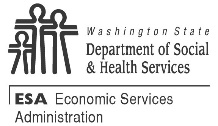 Washington State
Department of Social
& Health Services
ESA Economic Services
Administration